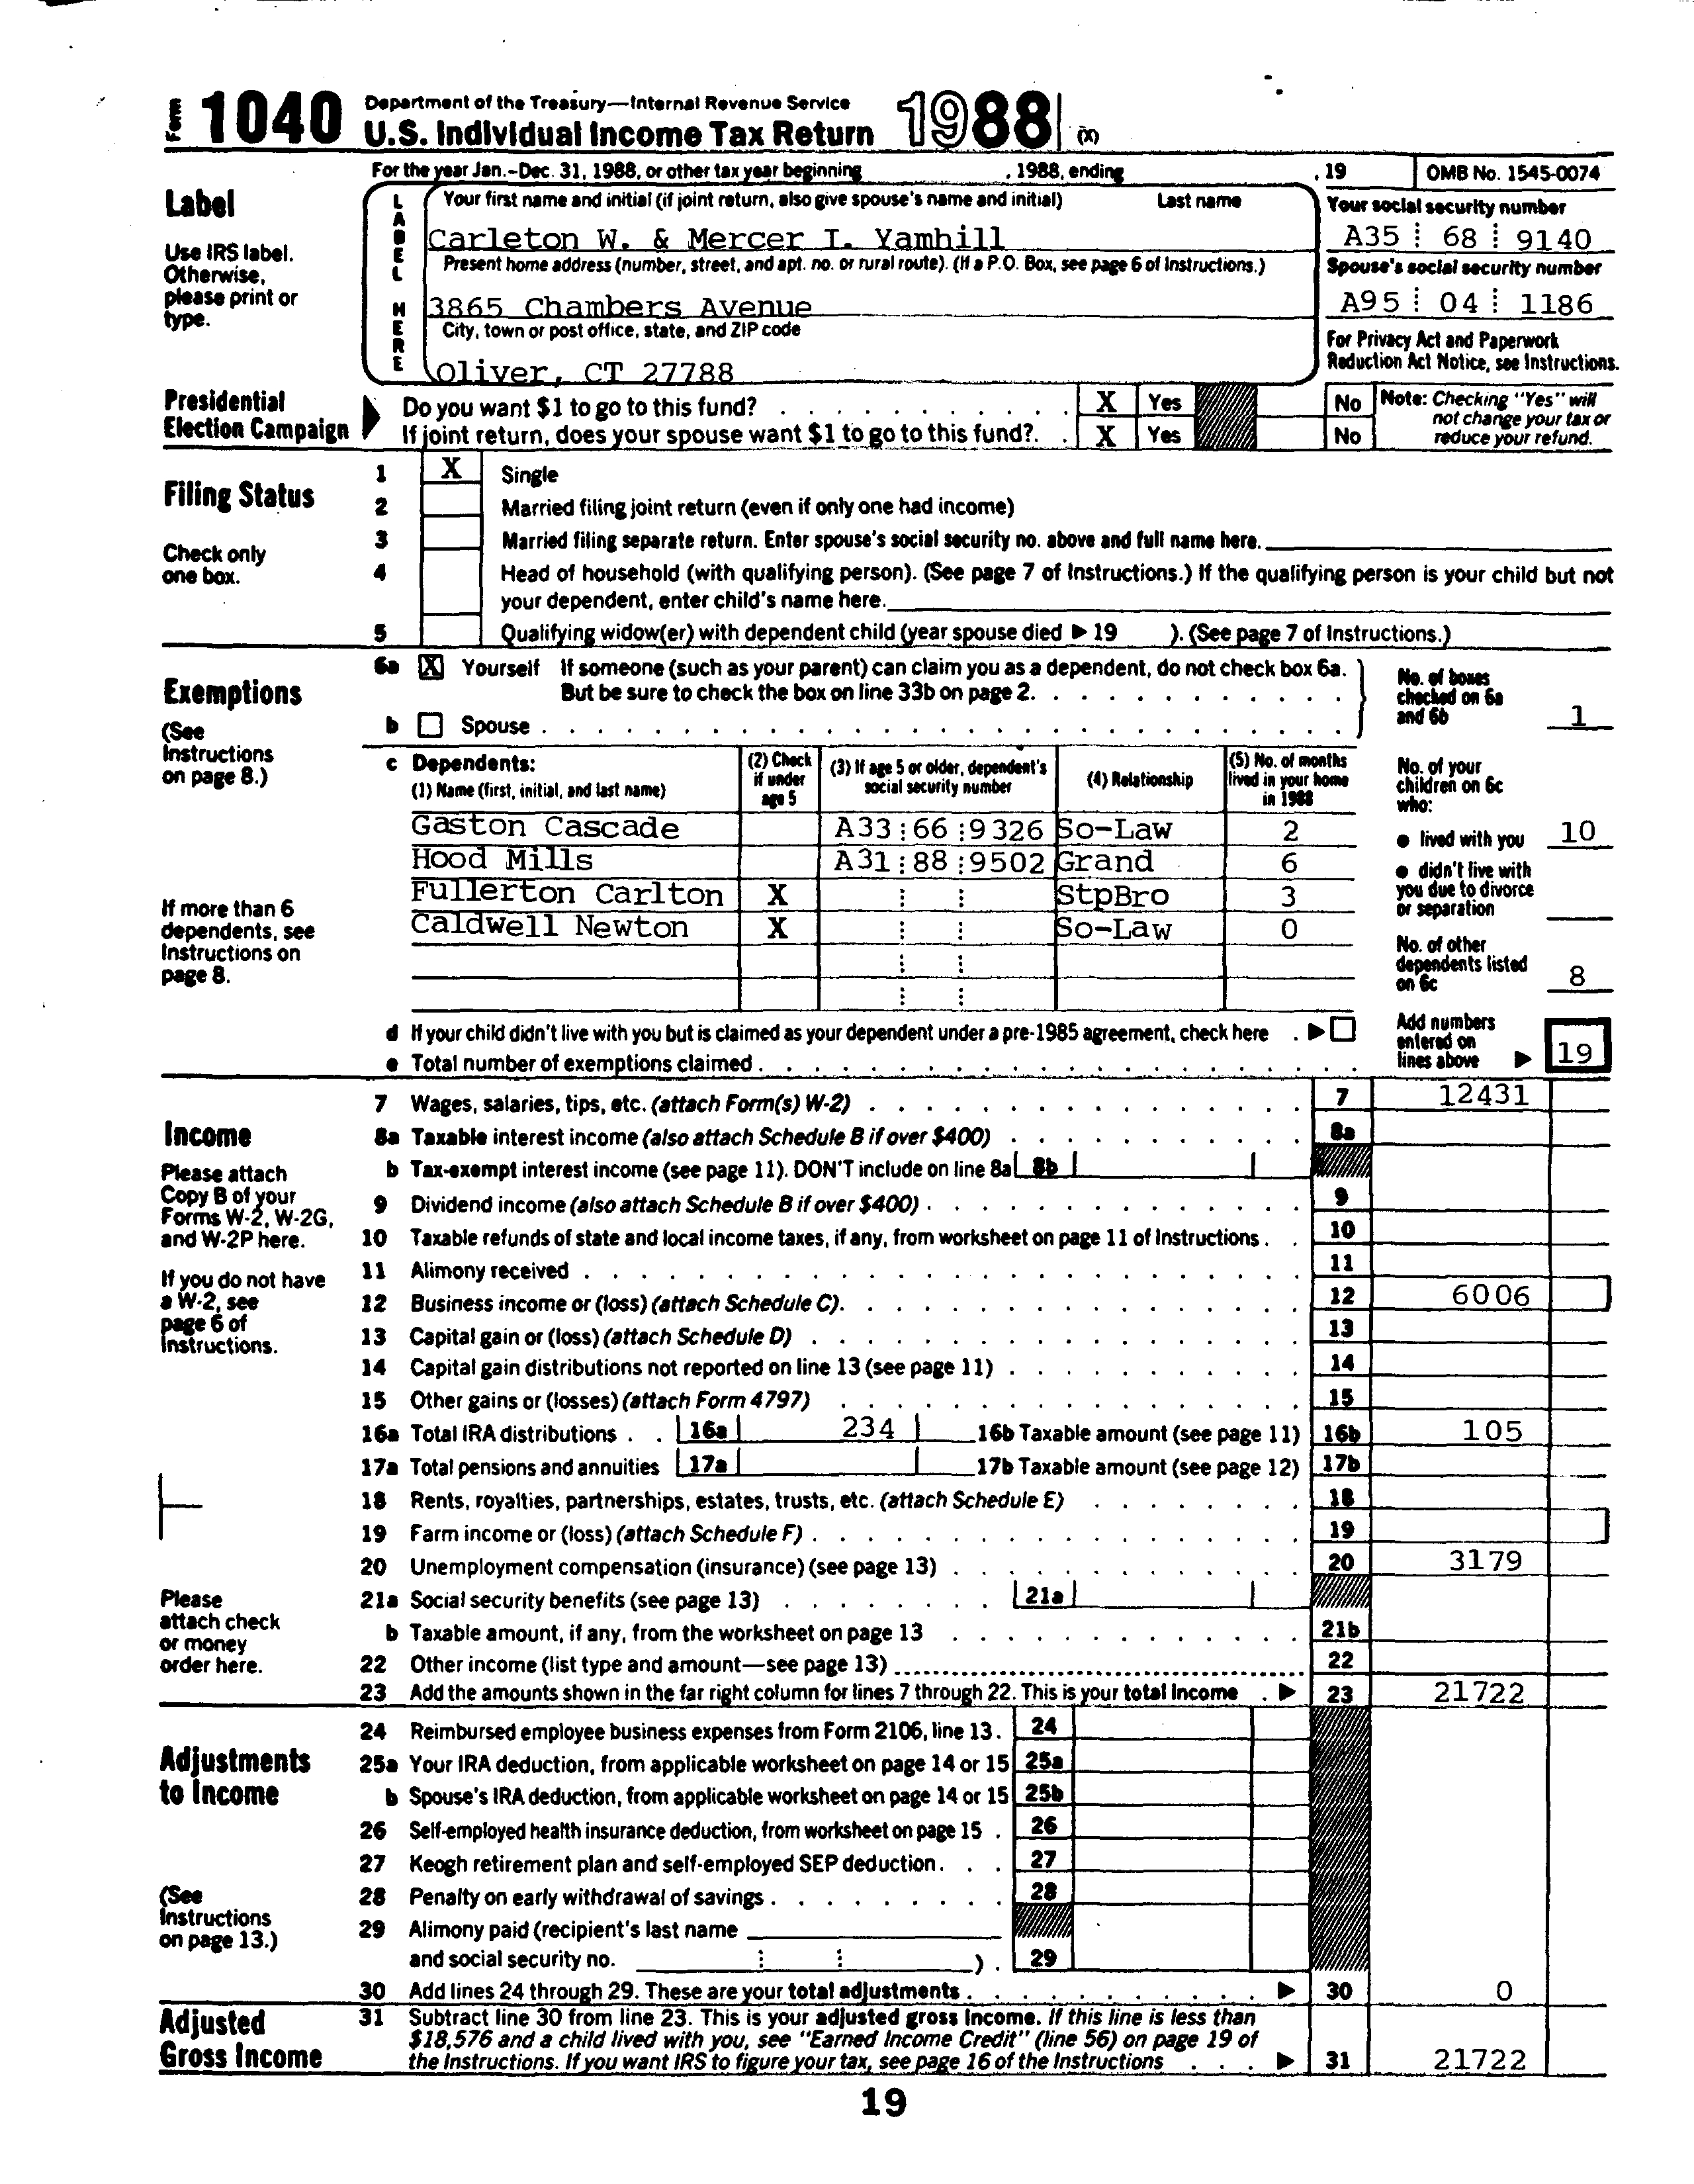 Form 1040 Department of the Treasury—Internal Revenue Service
U.S. Individual Income Tax Return 1988 (X)
For the year Jan.-Dec. 31, 1988, or other tax year beginning , 1988, ending , 19 OMB No. 1545-0074
Label
Use IRS label.
Otherwise,
please print or
type.
LABEL HERE
Your first name and initial (if joint return, also give spouse's name and initial) Last name
Carleton W. & Mercer I. Yamhill
Present home address (number, street, and apt. no. or rural route). (If a P.O. Box, see page 6 of Instructions.)
3865 Chambers Avenue
City, town or post office, state, and ZIP code
Oliver, CT 27788
Your social security number
A35 68 9140
Spouse's social security number
A95 04 1186
For Privacy Act and Paperwork
Reduction Act Notice, see Instructions.
Presidential
Election Campaign
Do you want $1 to go to this fund? X Yes No
If joint return, does your spouse want $1 to go to this fund? X Yes No
Note: Checking "Yes" will
not change your tax or
reduce your refund.
Filing Status
Check only
one box.
1 X Single
2 Married filing joint return (even if only one had income)
3 Married filing separate return. Enter spouse's social security no. above and full name here.
4 Head of household (with qualifying person). (See page 7 of Instructions.) If the qualifying person is your child but not
your dependent, enter child's name here.
5 Qualifying widow(er) with dependent child (year spouse died ▶ 19 ). (See page 7 of Instructions.)
Exemptions
(See
Instructions
on page 8.)
If more than 6
dependents, see
Instructions on
page 8.
6a X Yourself If someone (such as your parent) can claim you as a dependent, do not check box 6a.
But be sure to check the box on line 33b on page 2.
b Spouse
No. of boxes
checked on 6a
and 6b 1
c Dependents:
(1) Name (first, initial, and last name)
(2) Check
if under
age 5
(3) If age 5 or older, dependent's
social security number
(4) Relationship
(5) No. of months
lived in your home
in 1988
Gaston Cascade A33 66 9326 So-Law 2
Hood Mills A31 88 9502 Grand 6
Fullerton Carlton X StpBro 3
Caldwell Newton X So-Law 0
No. of your
children on 6c
who:
● lived with you 10
● didn't live with
you due to divorce
or separation
No. of other
dependents listed
on 6c 8
d If your child didn't live with you but is claimed as your dependent under a pre-1985 agreement, check here ▶
e Total number of exemptions claimed
Add numbers
entered on
lines above ▶ 19
Income
Please attach
Copy B of your
Forms W-2, W-2G,
and W-2P here.
If you do not have
a W-2, see
page 6 of
Instructions.
Please
attach check
or money
order here.
7 Wages, salaries, tips, etc. (attach Form(s) W-2) 7 12431
8a Taxable interest income (also attach Schedule B if over $400) 8a
b Tax-exempt interest income (see page 11). DON'T include on line 8a 8b
9 Dividend income (also attach Schedule B if over $400) 9
10 Taxable refunds of state and local income taxes, if any, from worksheet on page 11 of Instructions 10
11 Alimony received 11
12 Business income or (loss) (attach Schedule C) 12 6006
13 Capital gain or (loss) (attach Schedule D) 13
14 Capital gain distributions not reported on line 13 (see page 11) 14
15 Other gains or (losses) (attach Form 4797) 15
16a Total IRA distributions 16a 234 16b Taxable amount (see page 11) 16b 105
17a Total pensions and annuities 17a 17b Taxable amount (see page 12) 17b
18 Rents, royalties, partnerships, estates, trusts, etc. (attach Schedule E) 18
19 Farm income or (loss) (attach Schedule F) 19
20 Unemployment compensation (insurance) (see page 13) 20 3179
21a Social security benefits (see page 13) 21a
b Taxable amount, if any, from the worksheet on page 13 21b
22 Other income (list type and amount—see page 13) 22
23 Add the amounts shown in the far right column for lines 7 through 22. This is your total income ▶ 23 21722
Adjustments
to Income
(See
Instructions
on page 13.)
24 Reimbursed employee business expenses from Form 2106, line 13 24
25a Your IRA deduction, from applicable worksheet on page 14 or 15 25a
b Spouse's IRA deduction, from applicable worksheet on page 14 or 15 25b
26 Self-employed health insurance deduction, from worksheet on page 15 26
27 Keogh retirement plan and self-employed SEP deduction 27
28 Penalty on early withdrawal of savings 28
29 Alimony paid (recipient's last name
and social security no. ) 29
30 Add lines 24 through 29. These are your total adjustments ▶ 30 0
Adjusted
Gross Income
31 Subtract line 30 from line 23. This is your adjusted gross income. If this line is less than
$18,576 and a child lived with you, see "Earned Income Credit" (line 56) on page 19 of
the Instructions. If you want IRS to figure your tax, see page 16 of the Instructions ▶ 31 21722
19